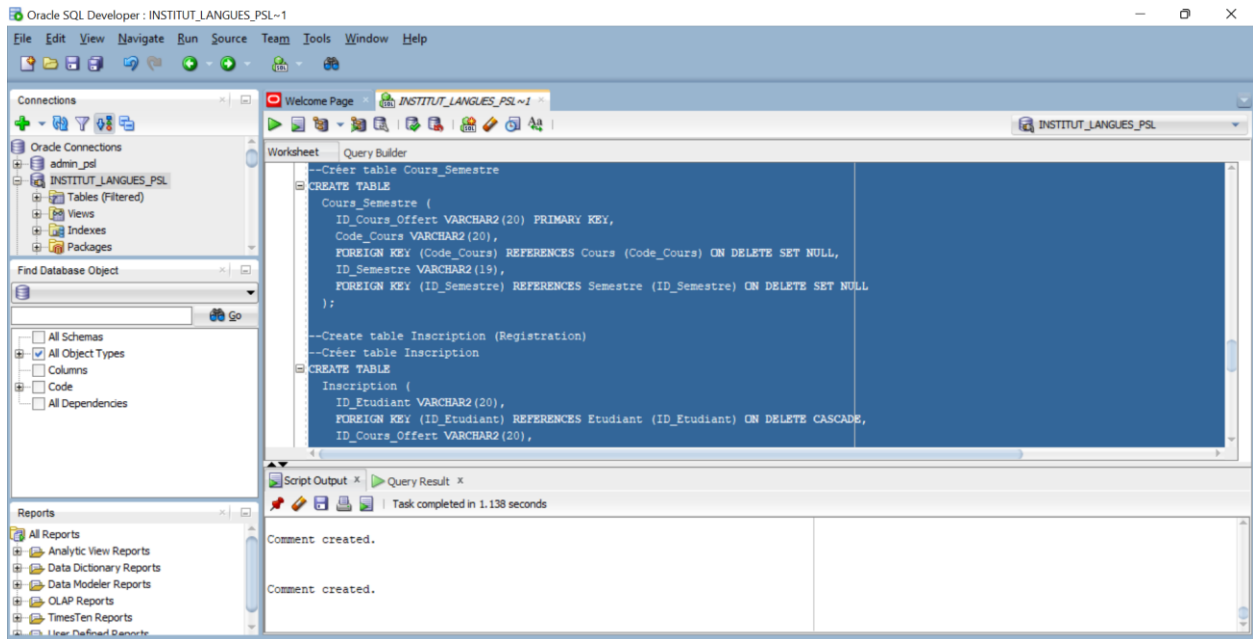 Oracle SQL Developer : INSTITUT_LANGUES_PSL~1
File Edit View Navigate Run Source Team Tools Window Help
Connections
Oracle Connections
admin_psl
INSTITUT_LANGUES_PSL
Tables (Filtered)
Views
Indexes
Packages
Find Database Object
Go
All Schemas
All Object Types
Columns
Code
All Dependencies
Reports
All Reports
Analytic View Reports
Data Dictionary Reports
Data Modeler Reports
OLAP Reports
TimesTen Reports
User Defined Reports
Welcome Page INSTITUT_LANGUES_PSL~1
INSTITUT_LANGUES_PSL
Worksheet Query Builder
--Créer table Cours_Semestre
CREATE TABLE
Cours_Semestre (
ID_Cours_Offert VARCHAR2(20) PRIMARY KEY,
Code_Cours VARCHAR2(20),
FOREIGN KEY (Code_Cours) REFERENCES Cours (Code_Cours) ON DELETE SET NULL,
ID_Semestre VARCHAR2(19),
FOREIGN KEY (ID_Semestre) REFERENCES Semestre (ID_Semestre) ON DELETE SET NULL
);
--Create table Inscription (Registration)
--Créer table Inscription
CREATE TABLE
Inscription (
ID_Etudiant VARCHAR2(20),
FOREIGN KEY (ID_Etudiant) REFERENCES Etudiant (ID_Etudiant) ON DELETE CASCADE,
ID_Cours_Offert VARCHAR2(20),
Script Output Query Result
Task completed in 1.138 seconds
Comment created.
Comment created.